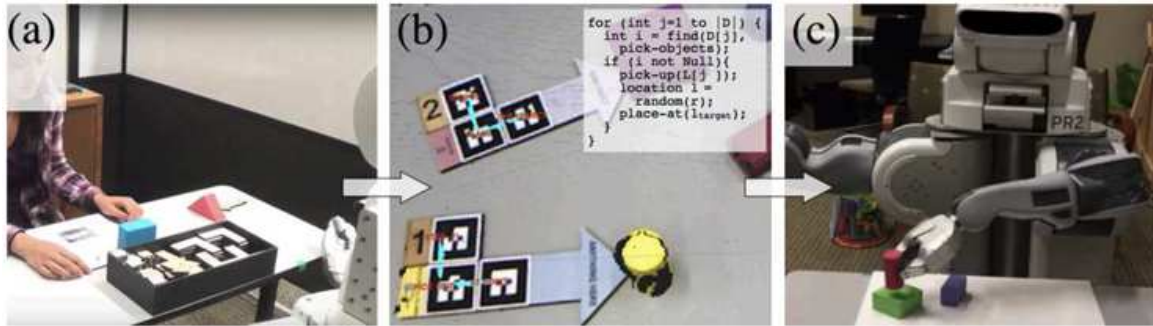 (a)
(b)
for (int j=1 to |D|) {
int i = find(D[j],
pick-objects);
if (i not Null){
pick-up(L[j ]);
location l =
random(r);
place-at(ltarget);
}
}
2
1
(c)
PR2